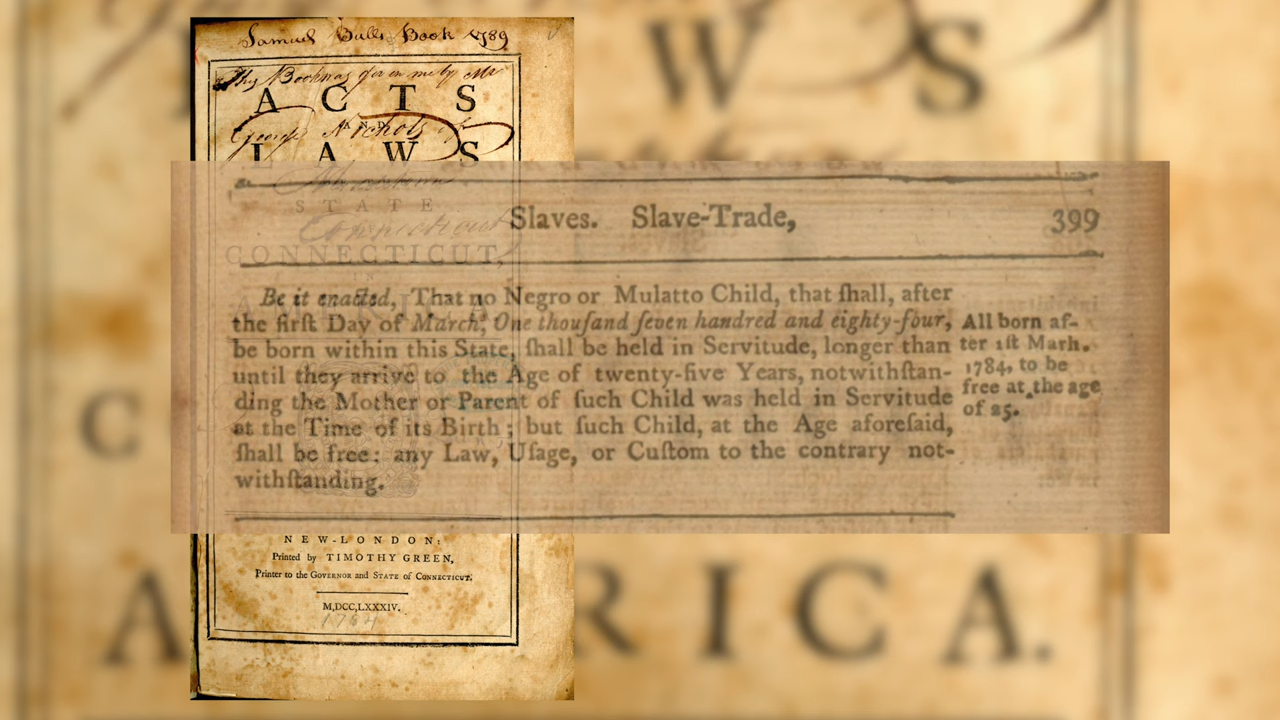 Samuel Bulls Book 1789
This Book was given me by Mr
ACTS
AND
George Nichols of
LAWS
STATE
Connecticut
CONNECTICUT,
IN
Slaves. Slave-Trade, 399
Be it enacted, That no Negro or Mulatto Child, that ſhall, after
the firſt Day of March, One thouſand ſeven hundred and eighty-four,
be born within this State, ſhall be held in Servitude, longer than
until they arrive to the Age of twenty-five Years, notwithſtan-
ding the Mother or Parent of ſuch Child was held in Servitude
at the Time of its Birth; but ſuch Child, at the Age aforeſaid,
ſhall be free: any Law, Uſage, or Cuſtom to the contrary not-
withſtanding.
All born af-
ter 1ſt Marh.
1784, to be
free at the age
of 25.
NEW-LONDON:
Printed by TIMOTHY GREEN,
Printer to the GOVERNOR and STATE of CONNECTICUT.
M,DCC,LXXXIV.
1784
W S
C
A RICA.